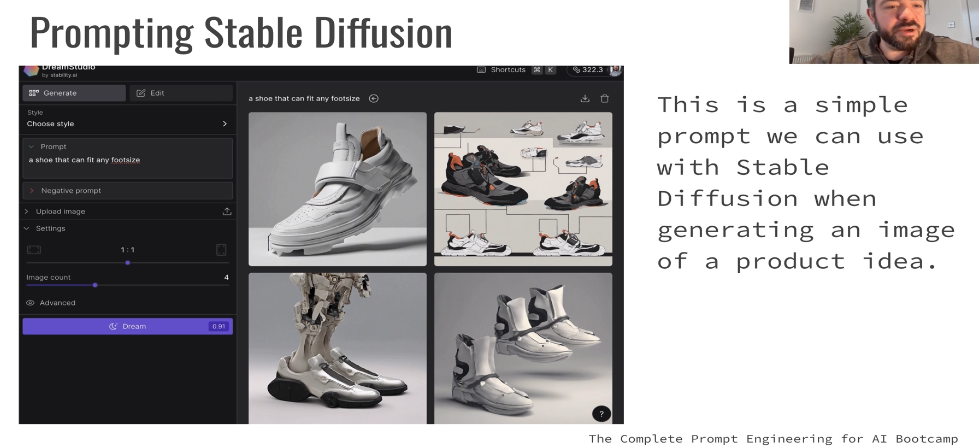 Prompting Stable Diffusion
DreamStudio
by stability.ai
Shortcuts ⌘ K
322.3
Generate
Edit
Style
Choose style
Prompt
a shoe that can fit any footsize
Negative prompt
Upload image
Settings
1:1
Image count
4
Advanced
Dream
0.91
a shoe that can fit any footsize
?
This is a simple
prompt we can use
with Stable
Diffusion when
generating an image
of a product idea.
The Complete Prompt Engineering for AI Bootcamp